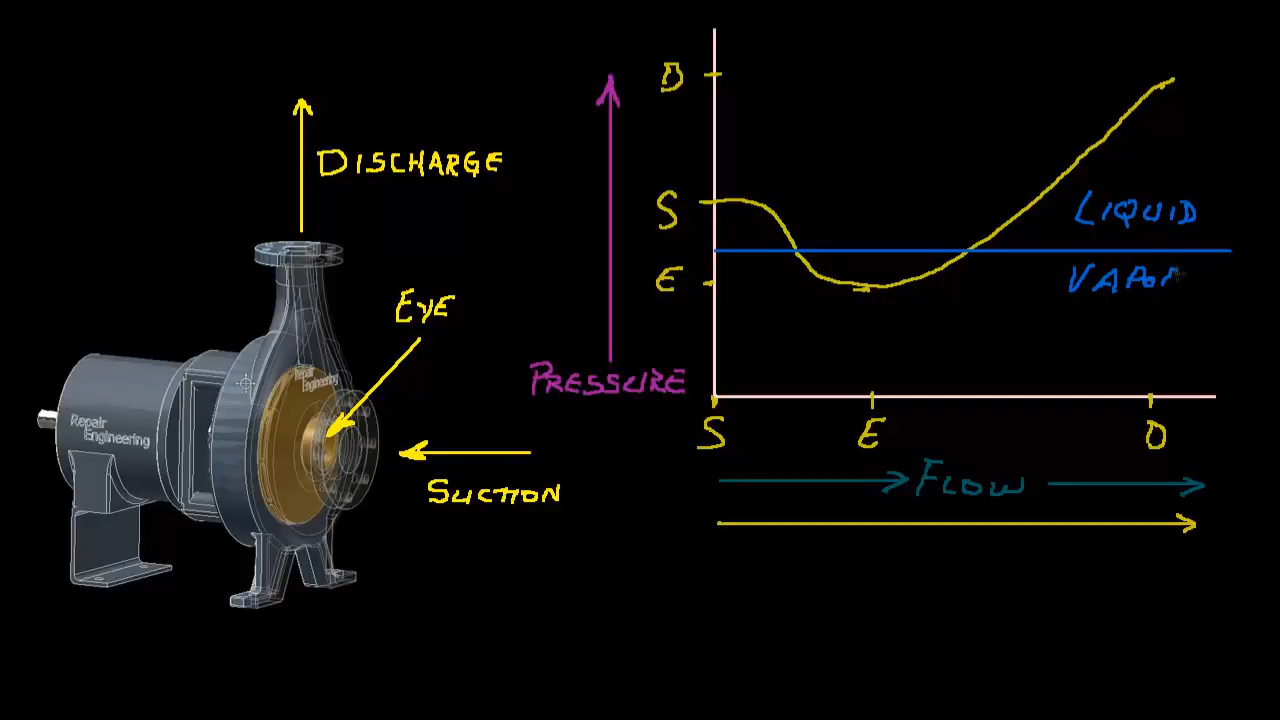 DISCHARGE
EYE
SUCTION
Repair
Engineering
Repair
Engineering
PRESSURE
D
S
E
LIQUID
VAPOR
S E D
FLOW